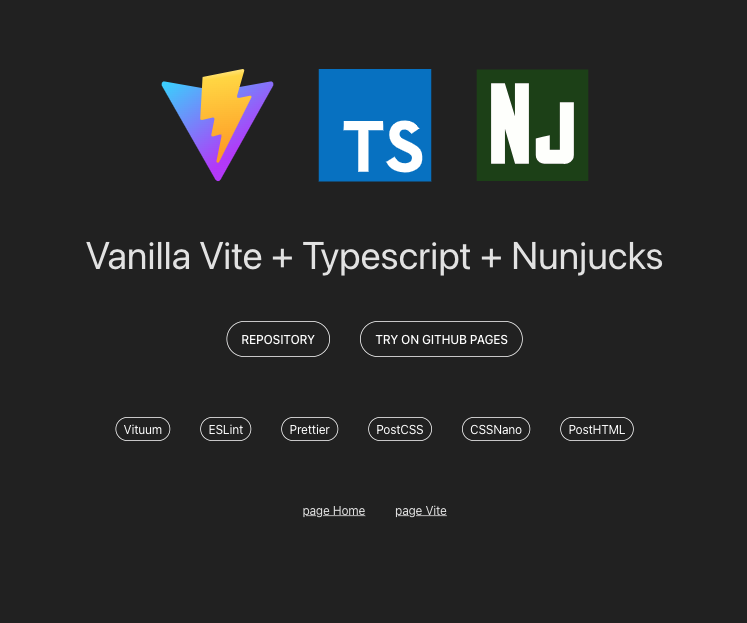 TS NJ
Vanilla Vite + Typescript + Nunjucks
REPOSITORY TRY ON GITHUB PAGES
Vituum ESLint Prettier PostCSS CSSNano PostHTML
page Home page Vite